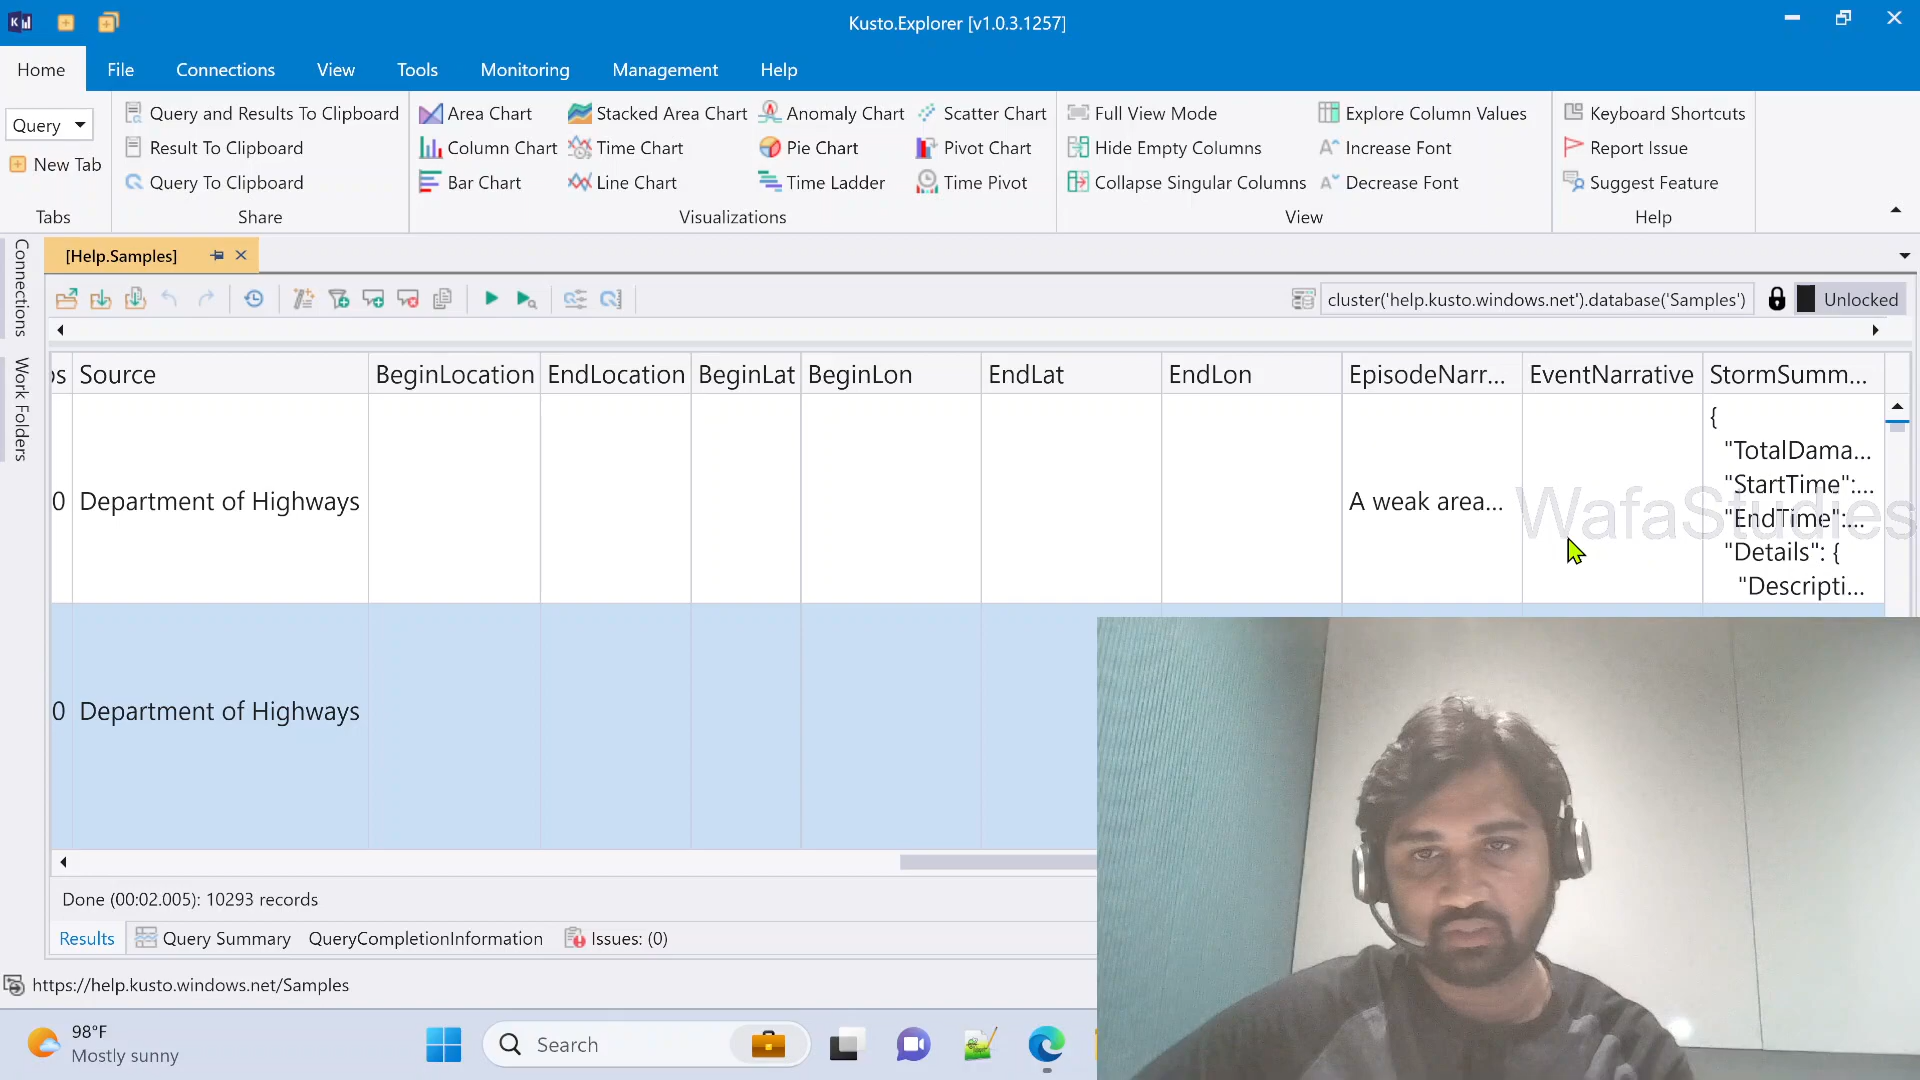 Kusto.Explorer [v1.0.3.1257]
Home File Connections View Tools Monitoring Management Help
Query
New Tab
Tabs
Query and Results To Clipboard
Result To Clipboard
Query To Clipboard
Share
Area Chart Stacked Area Chart Anomaly Chart Scatter Chart
Column Chart Time Chart Pie Chart Pivot Chart
Bar Chart Line Chart Time Ladder Time Pivot
Visualizations
Full View Mode Explore Column Values
Hide Empty Columns Increase Font
Collapse Singular Columns Decrease Font
View
Keyboard Shortcuts
Report Issue
Suggest Feature
Help
Connections
Work Folders
[Help.Samples]
cluster('help.kusto.windows.net').database('Samples') Unlocked
Source BeginLocation EndLocation BeginLat BeginLon EndLat EndLon EpisodeNarr... EventNarrative StormSumm...
0 Department of Highways A weak area...
{
"TotalDama...
"StartTime":...
"EndTime":...
"Details": {
"Descripti...
WafaStudies
0 Department of Highways
Done (00:02.005): 10293 records
Results Query Summary QueryCompletionInformation Issues: (0)
https://help.kusto.windows.net/Samples
98°F
Mostly sunny
Search